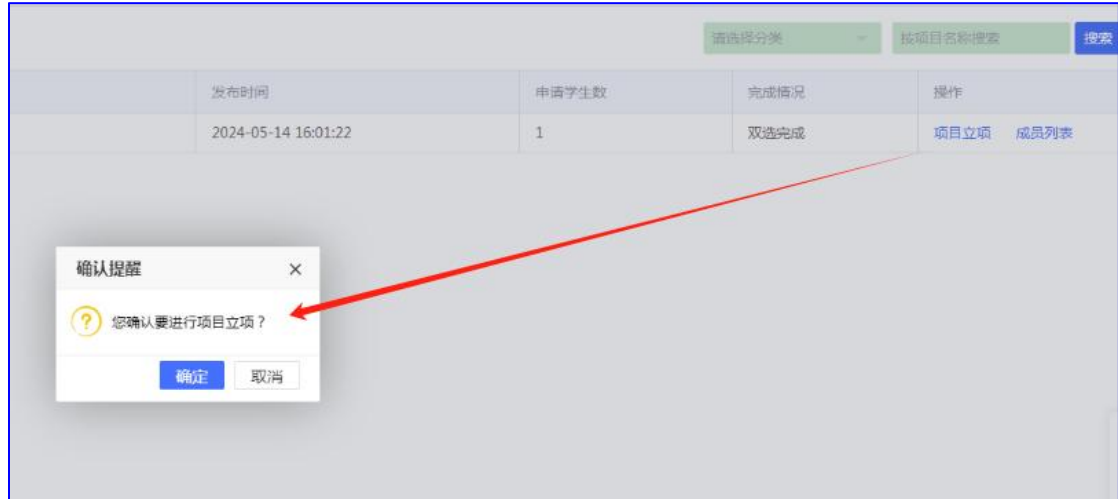 请选择分类 按项目名称搜索 搜索
发布时间 申请学生数 完成情况 操作
2024-05-14 16:01:22 1 双选完成 项目立项 成员列表
确认提醒
您确认要进行项目立项？
确定 取消